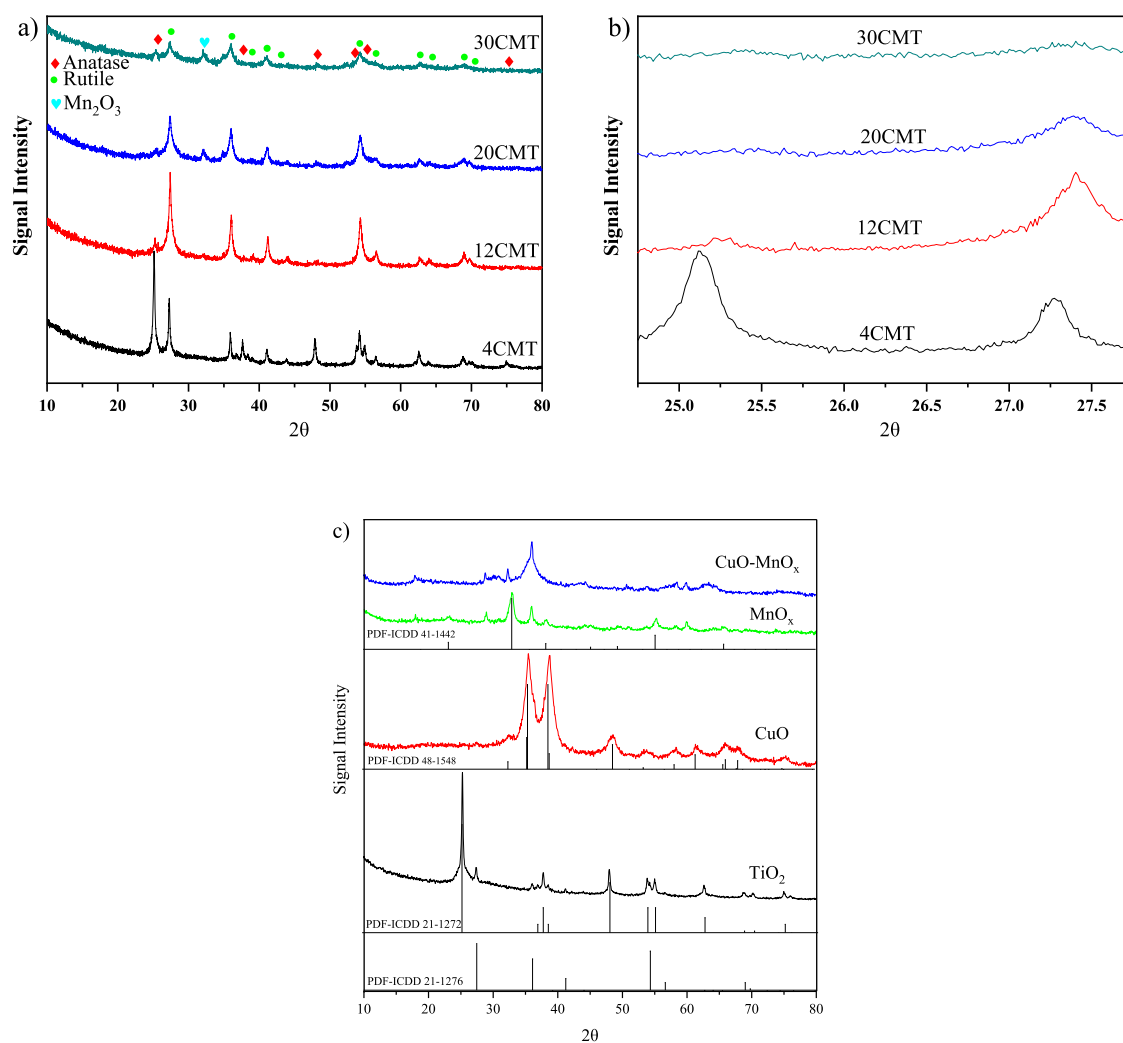 a)
30CMT
Anatase
Rutile
Mn₂O₃
20CMT
12CMT
4CMT
Signal Intensity
10 20 30 40 50 60 70 80
2θ
b)
30CMT
20CMT
12CMT
4CMT
Signal Intensity
25.0 25.5 26.0 26.5 27.0 27.5
2θ
c)
CuO-MnOₓ
MnOₓ
PDF-ICDD 41-1442
CuO
PDF-ICDD 48-1548
TiO₂
PDF-ICDD 21-1272
PDF-ICDD 21-1276
Signal Intensity
10 20 30 40 50 60 70 80
2θ